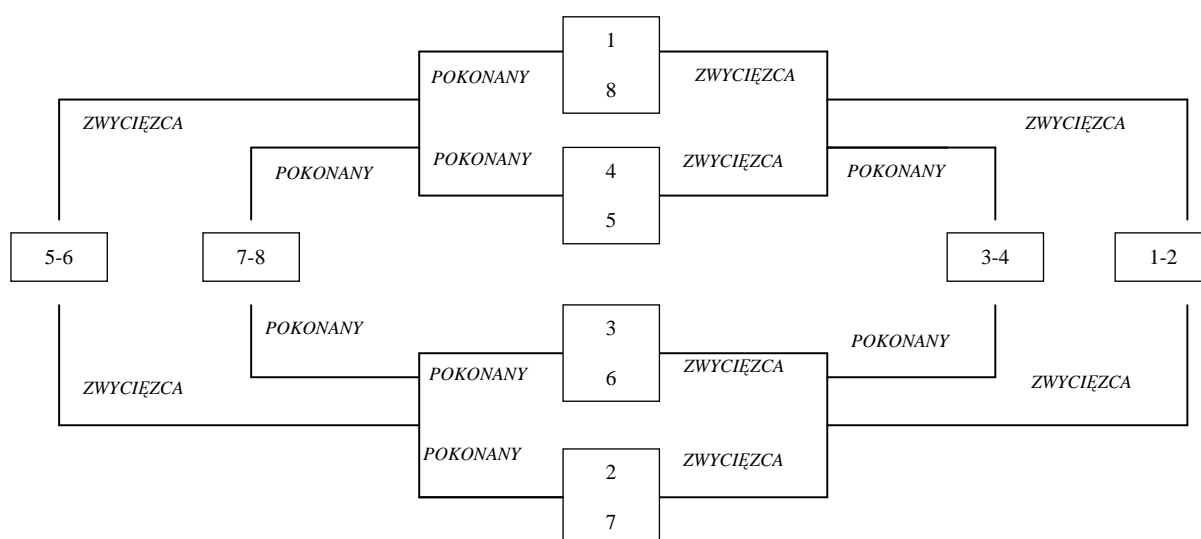 1
POKONANY ZWYCIĘZCA
8
ZWYCIĘZCA ZWYCIĘZCA
POKONANY POKONANY 4 ZWYCIĘZCA POKONANY
5
5-6 7-8 3-4 1-2
POKONANY 3 POKONANY
ZWYCIĘZCA POKONANY 6 ZWYCIĘZCA ZWYCIĘZCA
POKONANY 2 ZWYCIĘZCA
7